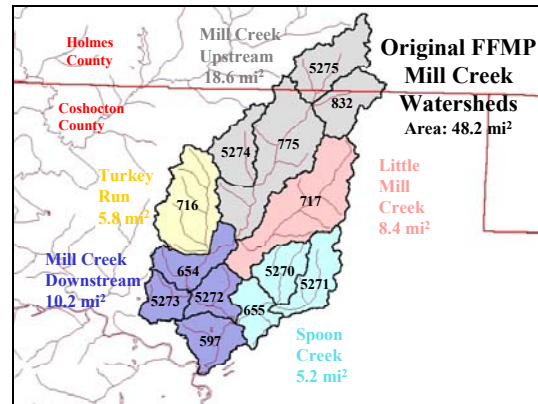 Holmes
County
Coshocton
County
Mill Creek
Upstream
18.6 mi²
Original FFMP
Mill Creek
Watersheds
Area: 48.2 mi²
5275
832
5274
775
Turkey
Run
5.8 mi²
716
717
Little
Mill
Creek
8.4 mi²
Mill Creek
Downstream
10.2 mi²
654
5273
5272
597
5270
5271
655
Spoon
Creek
5.2 mi²